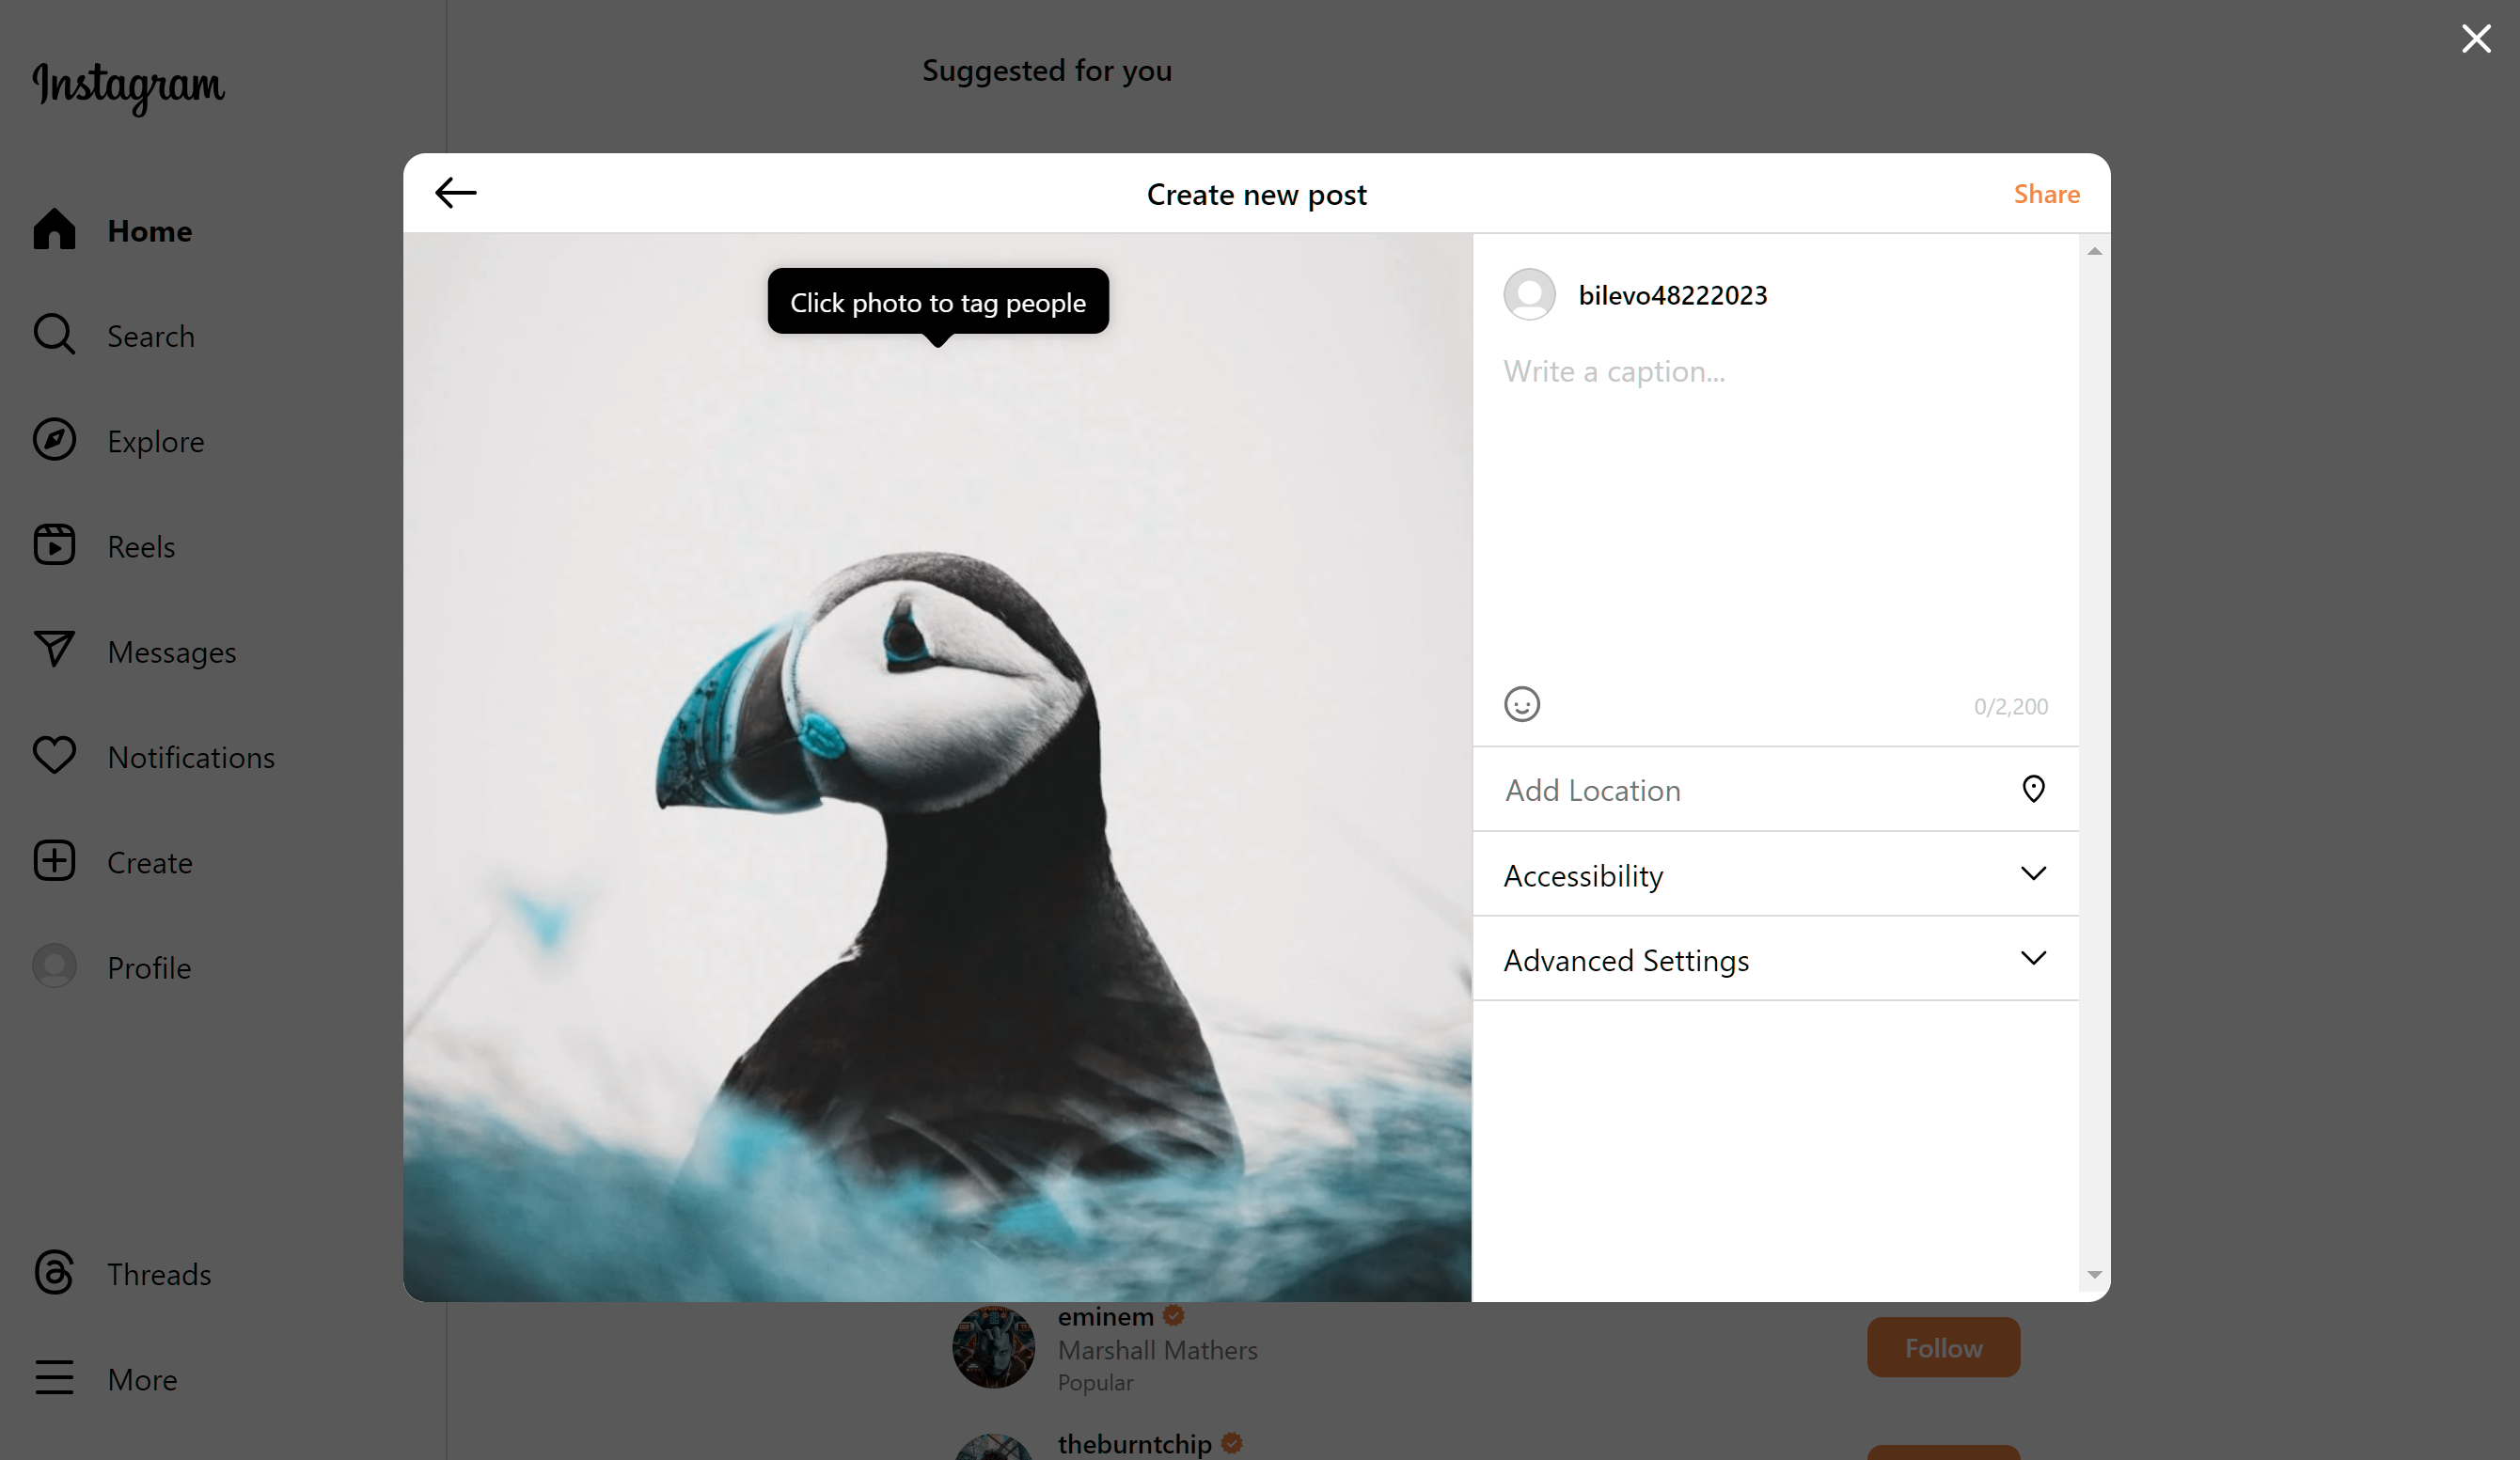 Instagram
Home
Search
Explore
Reels
Messages
Notifications
Create
Profile
Threads
More
Suggested for you
Create new post
Share
Click photo to tag people
bilevo48222023
Write a caption...
0/2,200
Add Location
Accessibility
Advanced Settings
eminem
Marshall Mathers
Popular
Follow
theburntchip